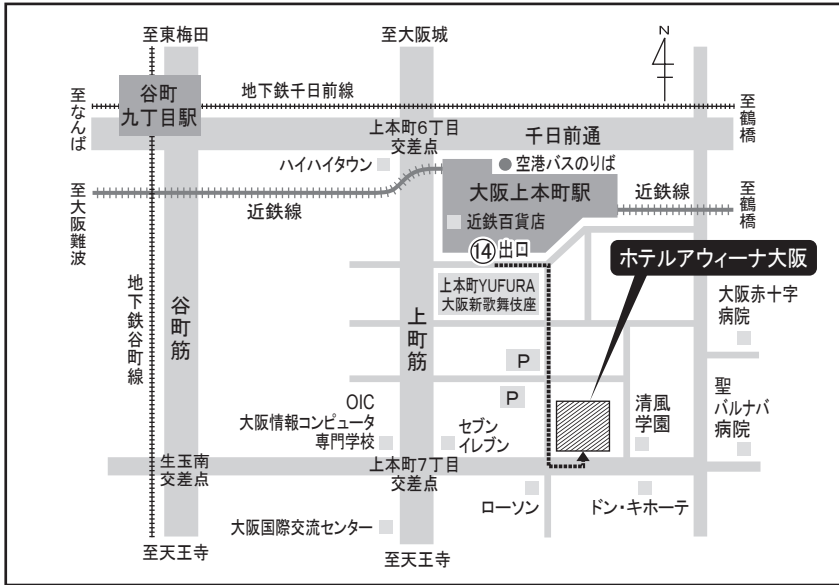 至東梅田
至大阪城
N
谷町
九丁目駅
地下鉄千日前線
至なんば
至鶴橋
上本町6丁目
交差点
千日前通
ハイハイタウン
空港バスのりば
大阪上本町駅
近鉄線
至鶴橋
至大阪難波
近鉄線
近鉄百貨店
⑭出口
ホテルアウィーナ大阪
上本町YUFURA
大阪新歌舞伎座
大阪赤十字
病院
地下鉄谷町線
谷町筋
上町筋
P
P
OIC
大阪情報コンピュータ
専門学校
セブン
イレブン
清風
学園
聖
バルナバ
病院
生玉南
交差点
上本町7丁目
交差点
ローソン
ドン・キホーテ
大阪国際交流センター
至天王寺
至天王寺